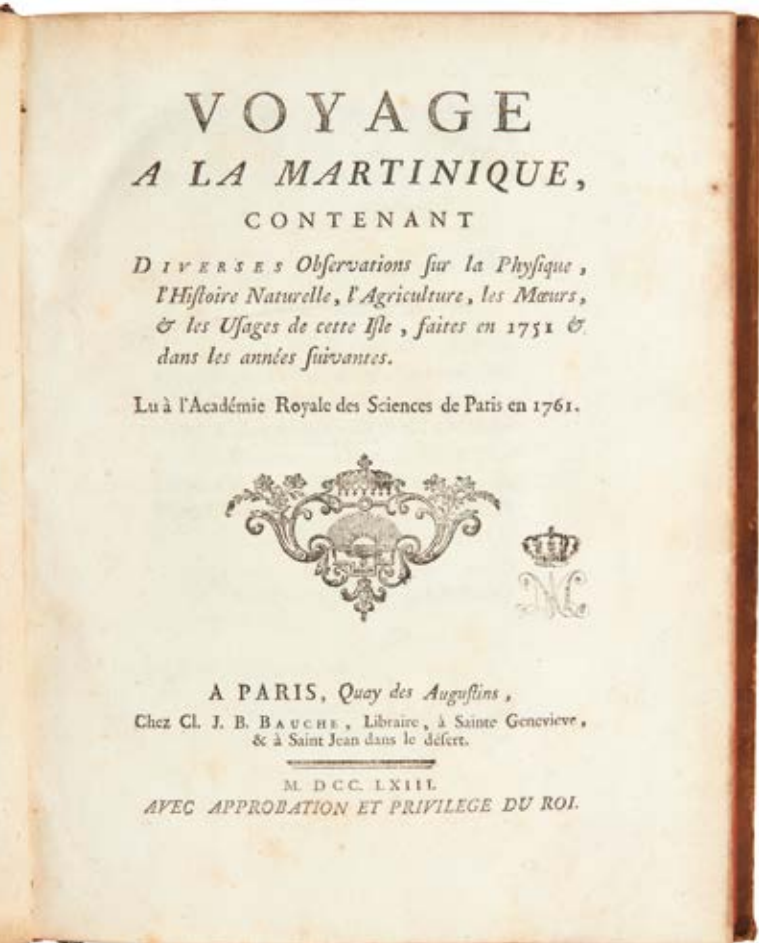 VOYAGE
A LA MARTINIQUE,
CONTENANT
DIVERSES Obſervations ſur la Phyſique,
l'Hiſtoire Naturelle, l'Agriculture, les Mœurs,
& les Uſages de cette Iſle, faites en 1751 &
dans les années ſuivantes.
Lu à l'Académie Royale des Sciences de Paris en 1761.
A PARIS, Quay des Auguſtins,
Chez Cl. J. B. BAUCHE, Libraire, à Sainte Genevieve,
& à Saint Jean dans le déſert.
M. DCC. LXIII.
AVEC APPROBATION ET PRIVILEGE DU ROI.